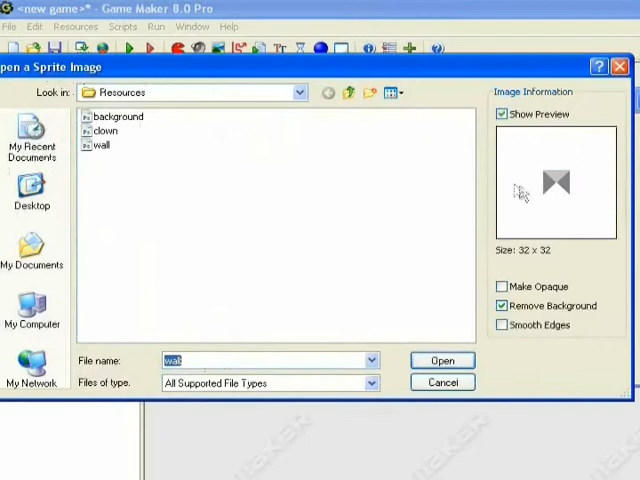 <new game>* - Game Maker 8.0 Pro
File Edit Resources Scripts Run Window Help
pen a Sprite Image
Look in: Resources
Image Information
background
clown
wall
Show Preview
My Recent
Documents
Desktop
My Documents
My Computer
My Network
Size: 32 x 32
Make Opaque
Remove Background
Smooth Edges
File name: wall Open
Files of type. All Supported File Types Cancel